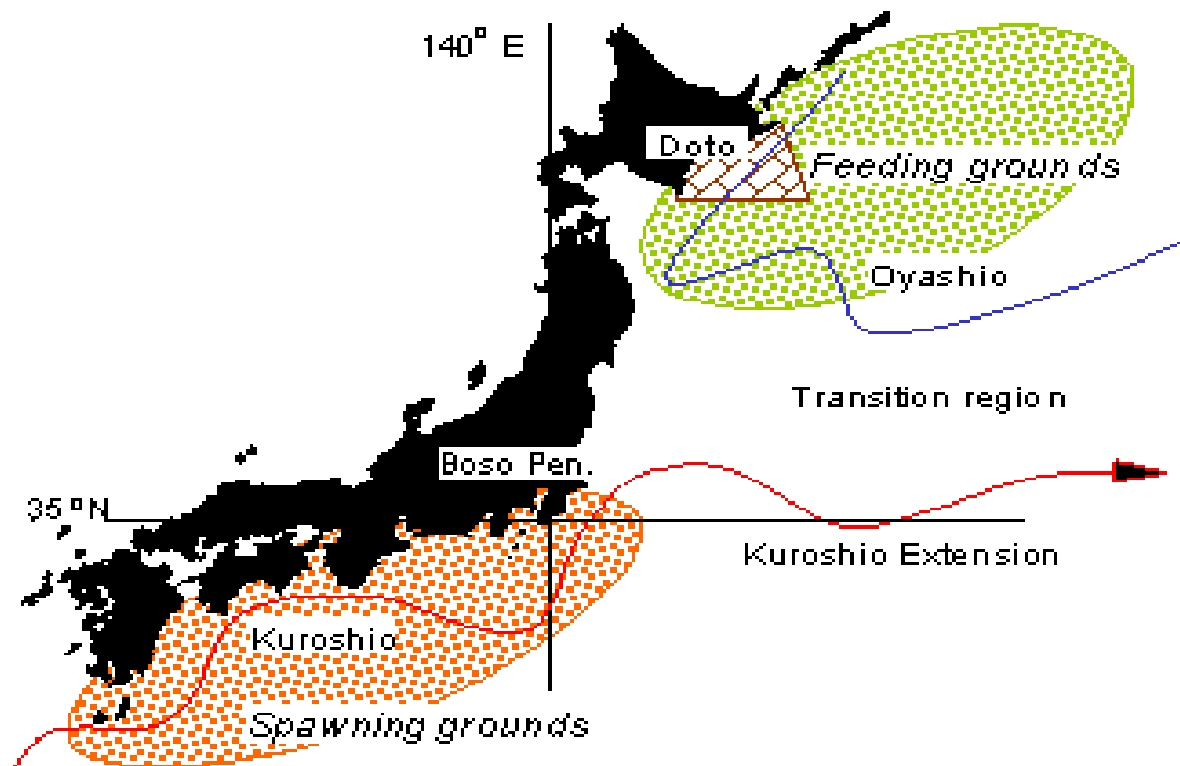 140° E
Doto
Feeding grounds
Oyashio
Transition region
Boso Pen.
35°N
Kuroshio Extension
Kuroshio
Spawning grounds